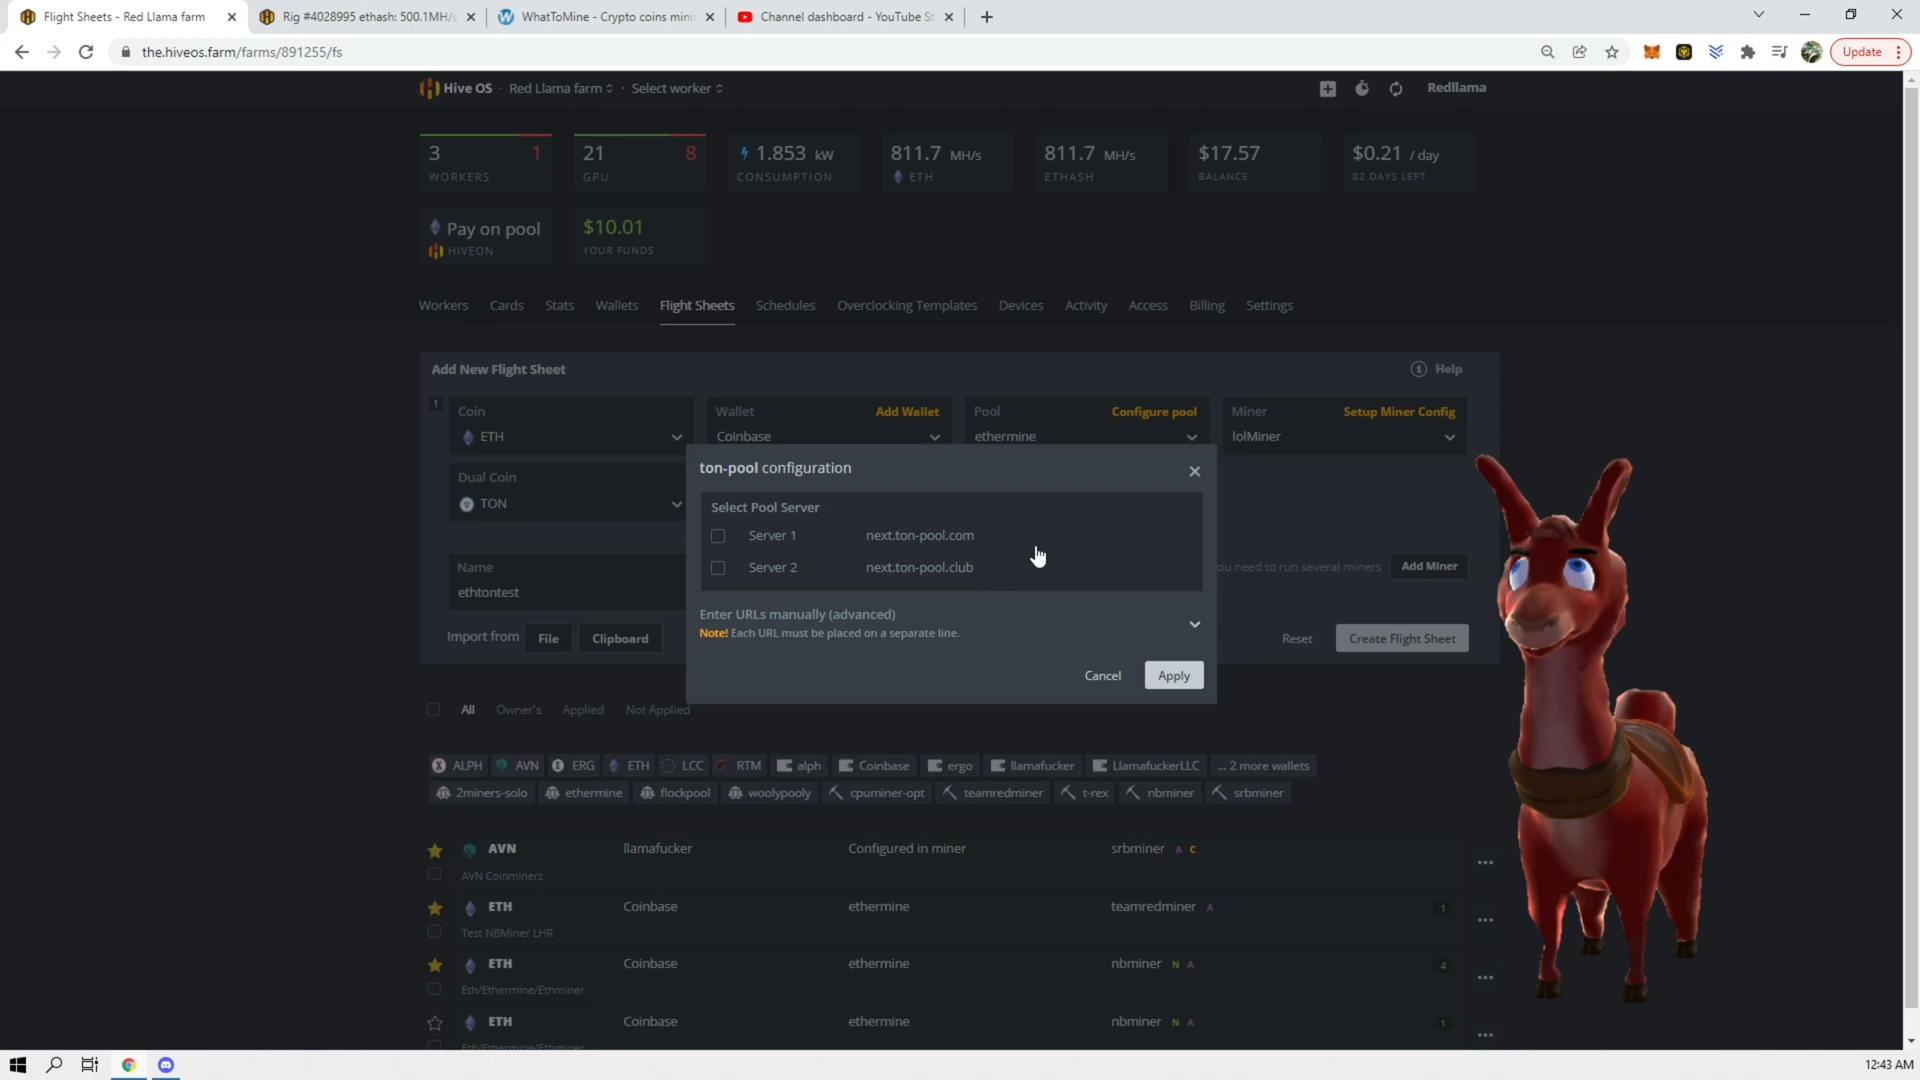 Flight Sheets - Red Llama farm
Rig #4028995 ethash: 500.1MH/s
WhatToMine - Crypto coins mini
Channel dashboard - YouTube St
the.hiveos.farm/farms/891255/fs
Update
Hive OS · Red Llama farm · Select worker
Redllama
3 1
WORKERS
21 8
GPU
1.853 kW
CONSUMPTION
811.7 MH/s
ETH
811.7 MH/s
ETHASH
$17.57
BALANCE
$0.21 / day
82 DAYS LEFT
Pay on pool
HIVEON
$10.01
YOUR FUNDS
Workers Cards Stats Wallets Flight Sheets Schedules Overclocking Templates Devices Activity Access Billing Settings
Add New Flight Sheet
Help
1
Coin
ETH
Wallet Add Wallet
Coinbase
Pool Configure pool
ethermine
Miner Setup Miner Config
lolMiner
Dual Coin
TON
ton-pool configuration
Select Pool Server
Server 1 next.ton-pool.com
Server 2 next.ton-pool.club
Enter URLs manually (advanced)
Note! Each URL must be placed on a separate line.
Cancel Apply
Name
ethtontest
ou need to run several miners Add Miner
Import from File Clipboard
Reset Create Flight Sheet
All Owner's Applied Not Applied
ALPH AVN ERG ETH LCC RTM alph Coinbase ergo llamafucker LlamafuckerLLC ... 2 more wallets
2miners-solo ethermine flockpool woolypooly cpuminer-opt teamredminer t-rex nbminer srbminer
AVN llamafucker Configured in miner srbminer A C
AVN Coinminerz
ETH Coinbase ethermine teamredminer A 1
Test NBMiner LHR
ETH Coinbase ethermine nbminer N A 4
Eth/Ethermine/Ethminer
ETH Coinbase ethermine nbminer N A 1
Eth/Ethermine/Ethminer
12:43 AM